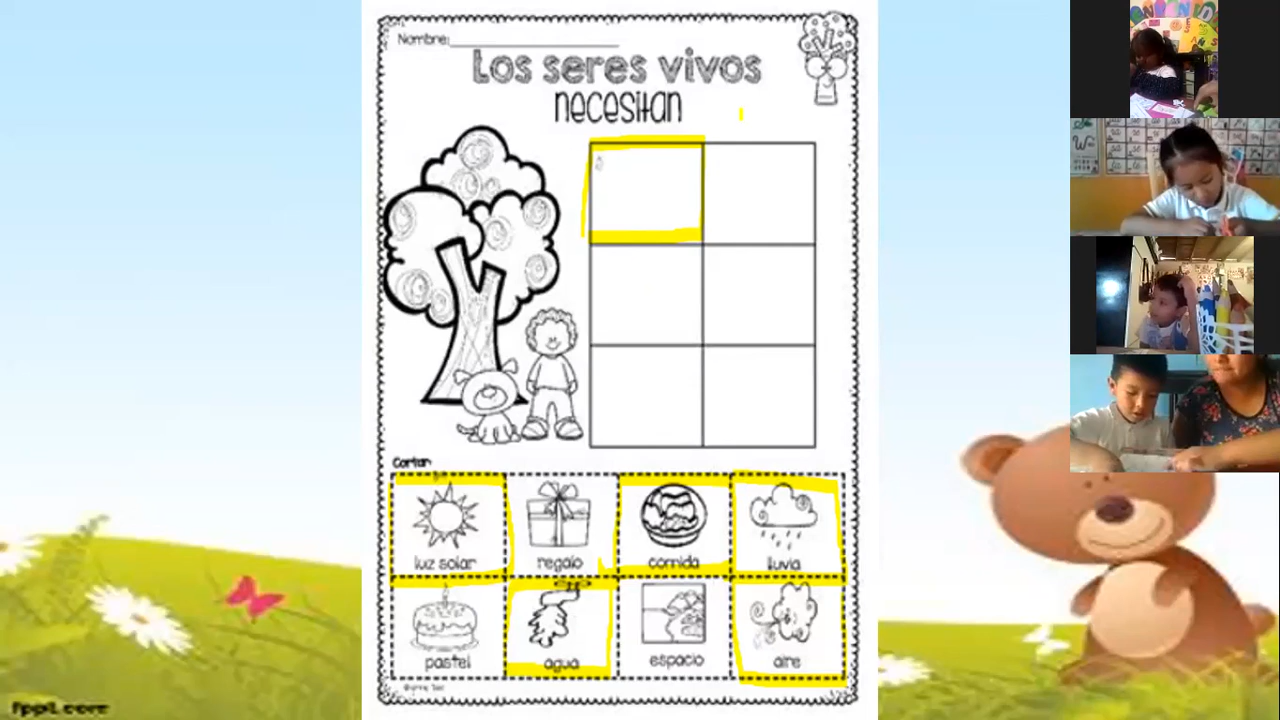 Nombre:
Los seres vivos
necesitan
Cortar
luz solar regalo comida lluvia
pastel agua espacio aire